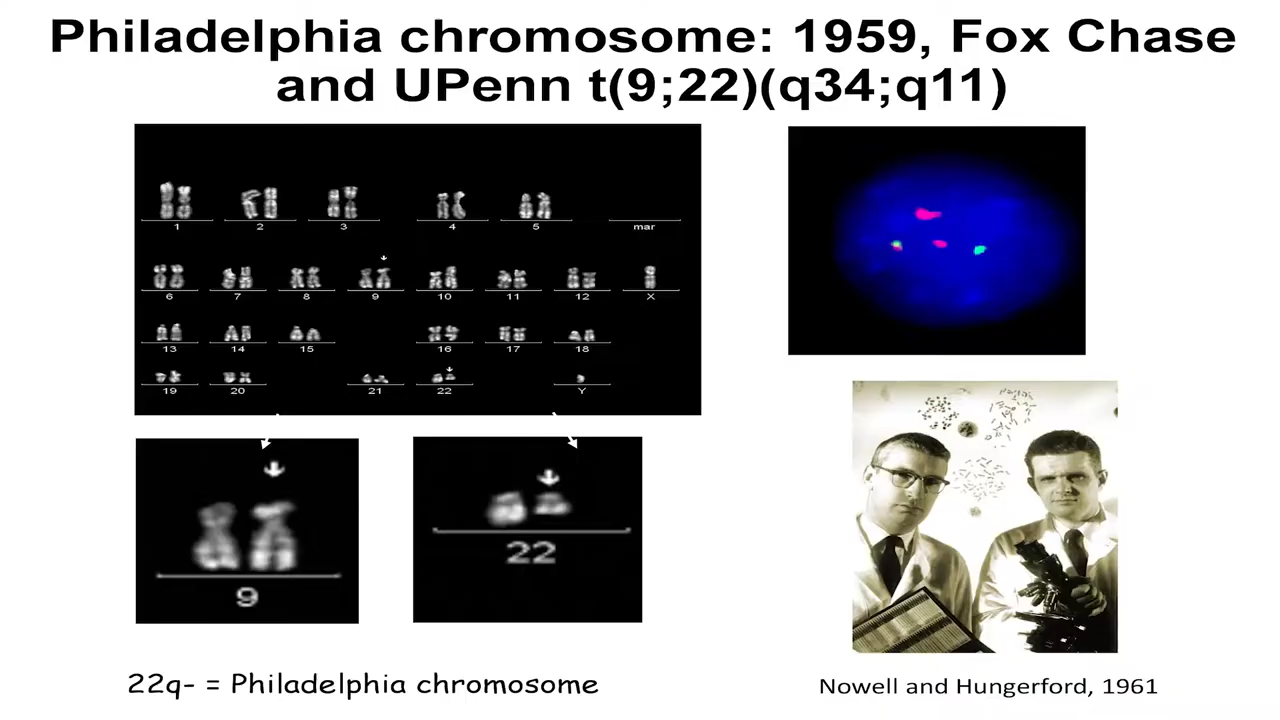 Philadelphia chromosome: 1959, Fox Chase
and UPenn t(9;22)(q34;q11)
1 2 3 4 5 mar
6 7 8 9 10 11 12 X
13 14 15 16 17 18
19 20 21 22 Y
9
22
22q- = Philadelphia chromosome
Nowell and Hungerford, 1961